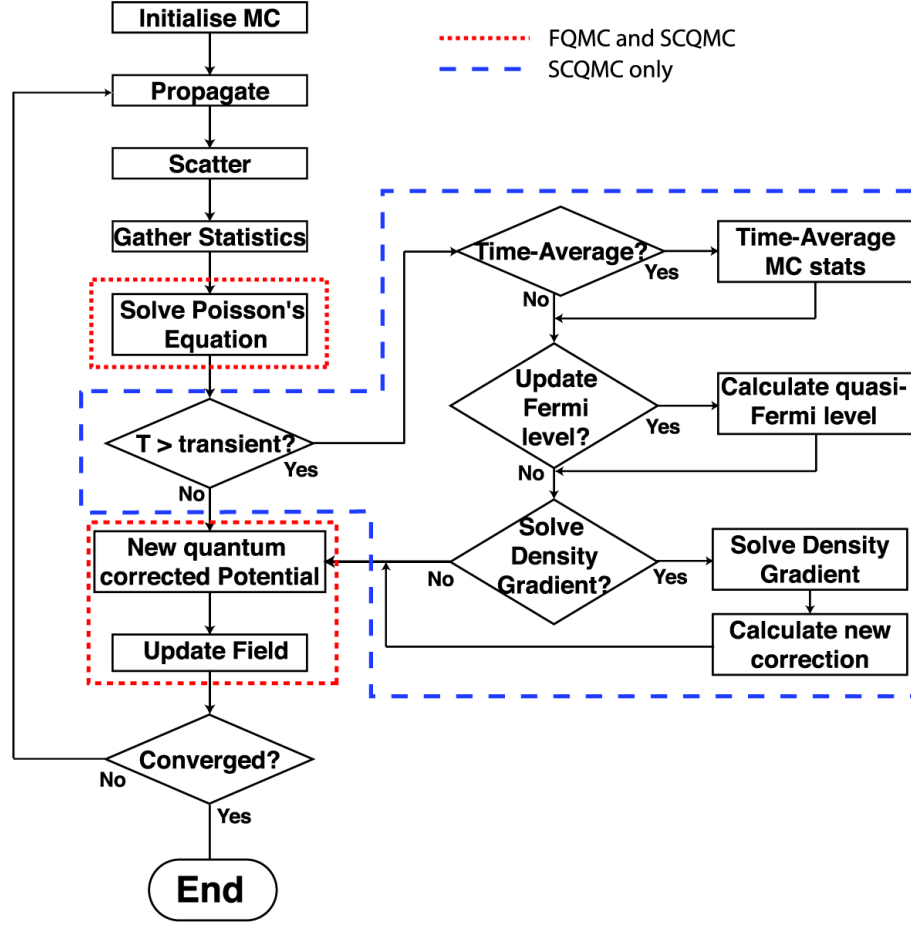 Initialise MC
FQMC and SCQMC
SCQMC only
Propagate
Scatter
Gather Statistics
Solve Poisson's
Equation
T > transient?
Yes
No
Time-Average?
Yes
No
Time-Average
MC stats
Update
Fermi
level?
Yes
No
Calculate quasi-
Fermi level
Solve
Density
Gradient?
No
Yes
Solve Density
Gradient
Calculate new
correction
New quantum
corrected Potential
Update Field
Converged?
No
Yes
End